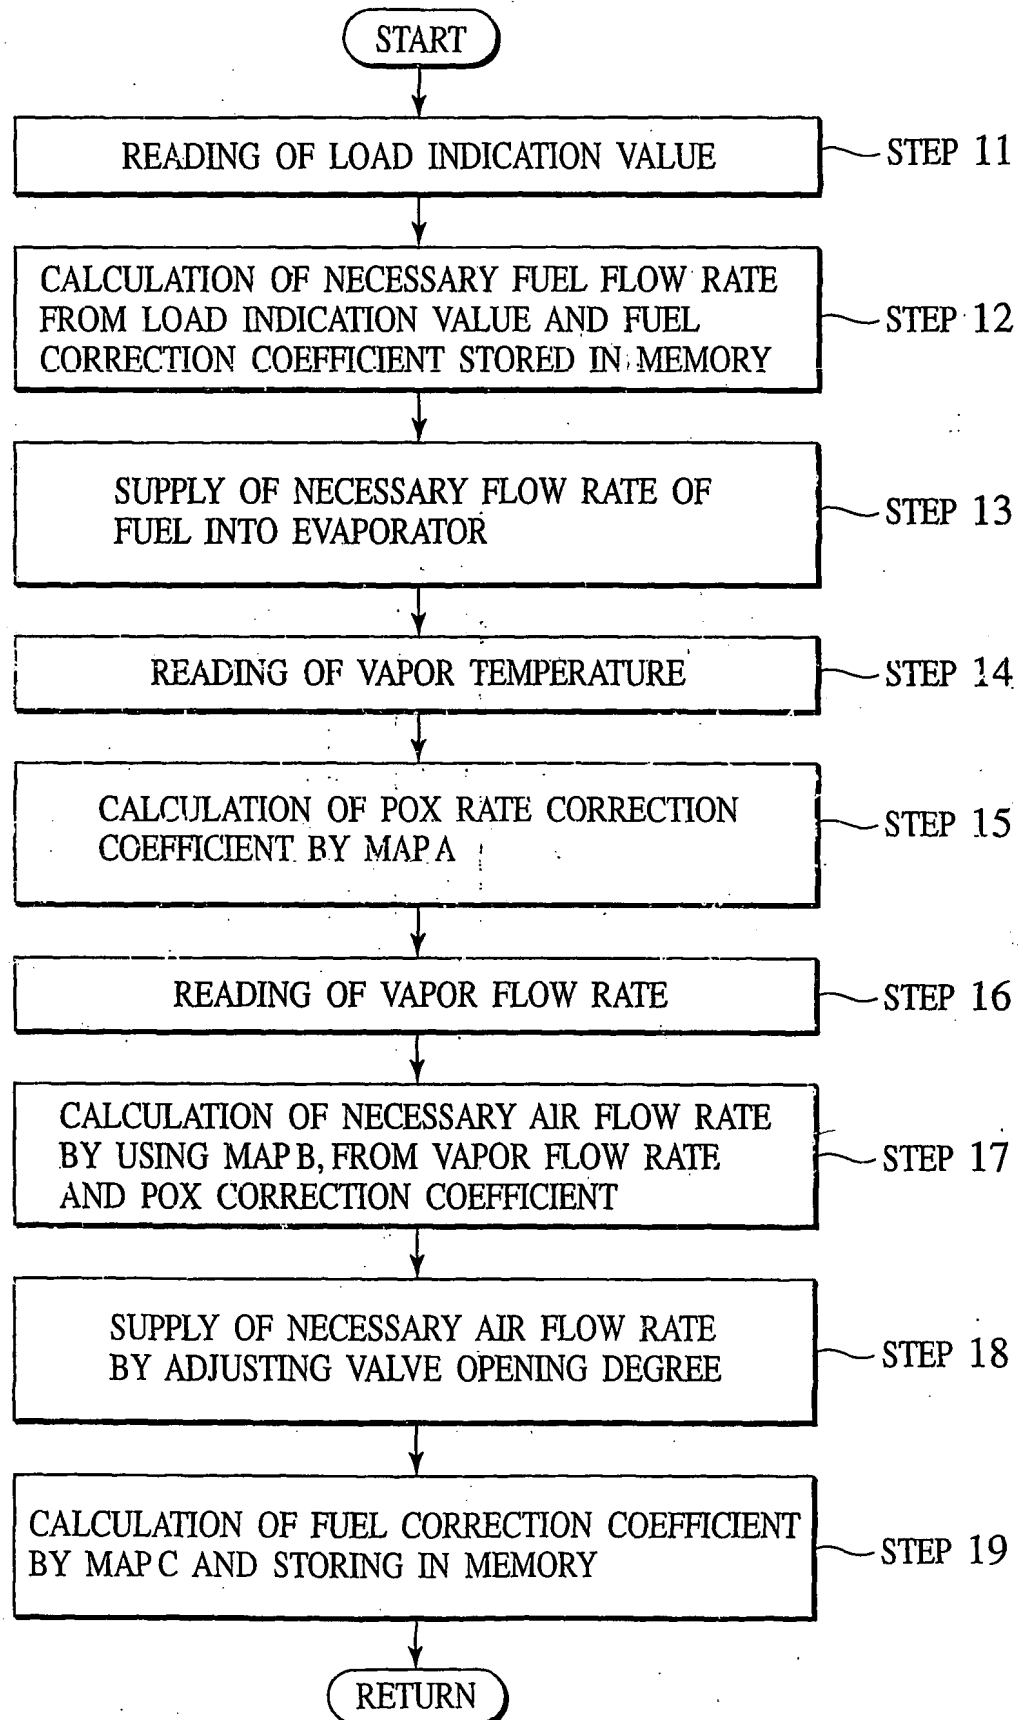 START
READING OF LOAD INDICATION VALUE
STEP 11
CALCULATION OF NECESSARY FUEL FLOW RATE
FROM LOAD INDICATION VALUE AND FUEL
CORRECTION COEFFICIENT STORED IN MEMORY
STEP 12
SUPPLY OF NECESSARY FLOW RATE OF
FUEL INTO EVAPORATOR
STEP 13
READING OF VAPOR TEMPERATURE
STEP 14
CALCULATION OF POX RATE CORRECTION
COEFFICIENT BY MAP A
STEP 15
READING OF VAPOR FLOW RATE
STEP 16
CALCULATION OF NECESSARY AIR FLOW RATE
BY USING MAP B, FROM VAPOR FLOW RATE
AND POX CORRECTION COEFFICIENT
STEP 17
SUPPLY OF NECESSARY AIR FLOW RATE
BY ADJUSTING VALVE OPENING DEGREE
STEP 18
CALCULATION OF FUEL CORRECTION COEFFICIENT
BY MAP C AND STORING IN MEMORY
STEP 19
RETURN